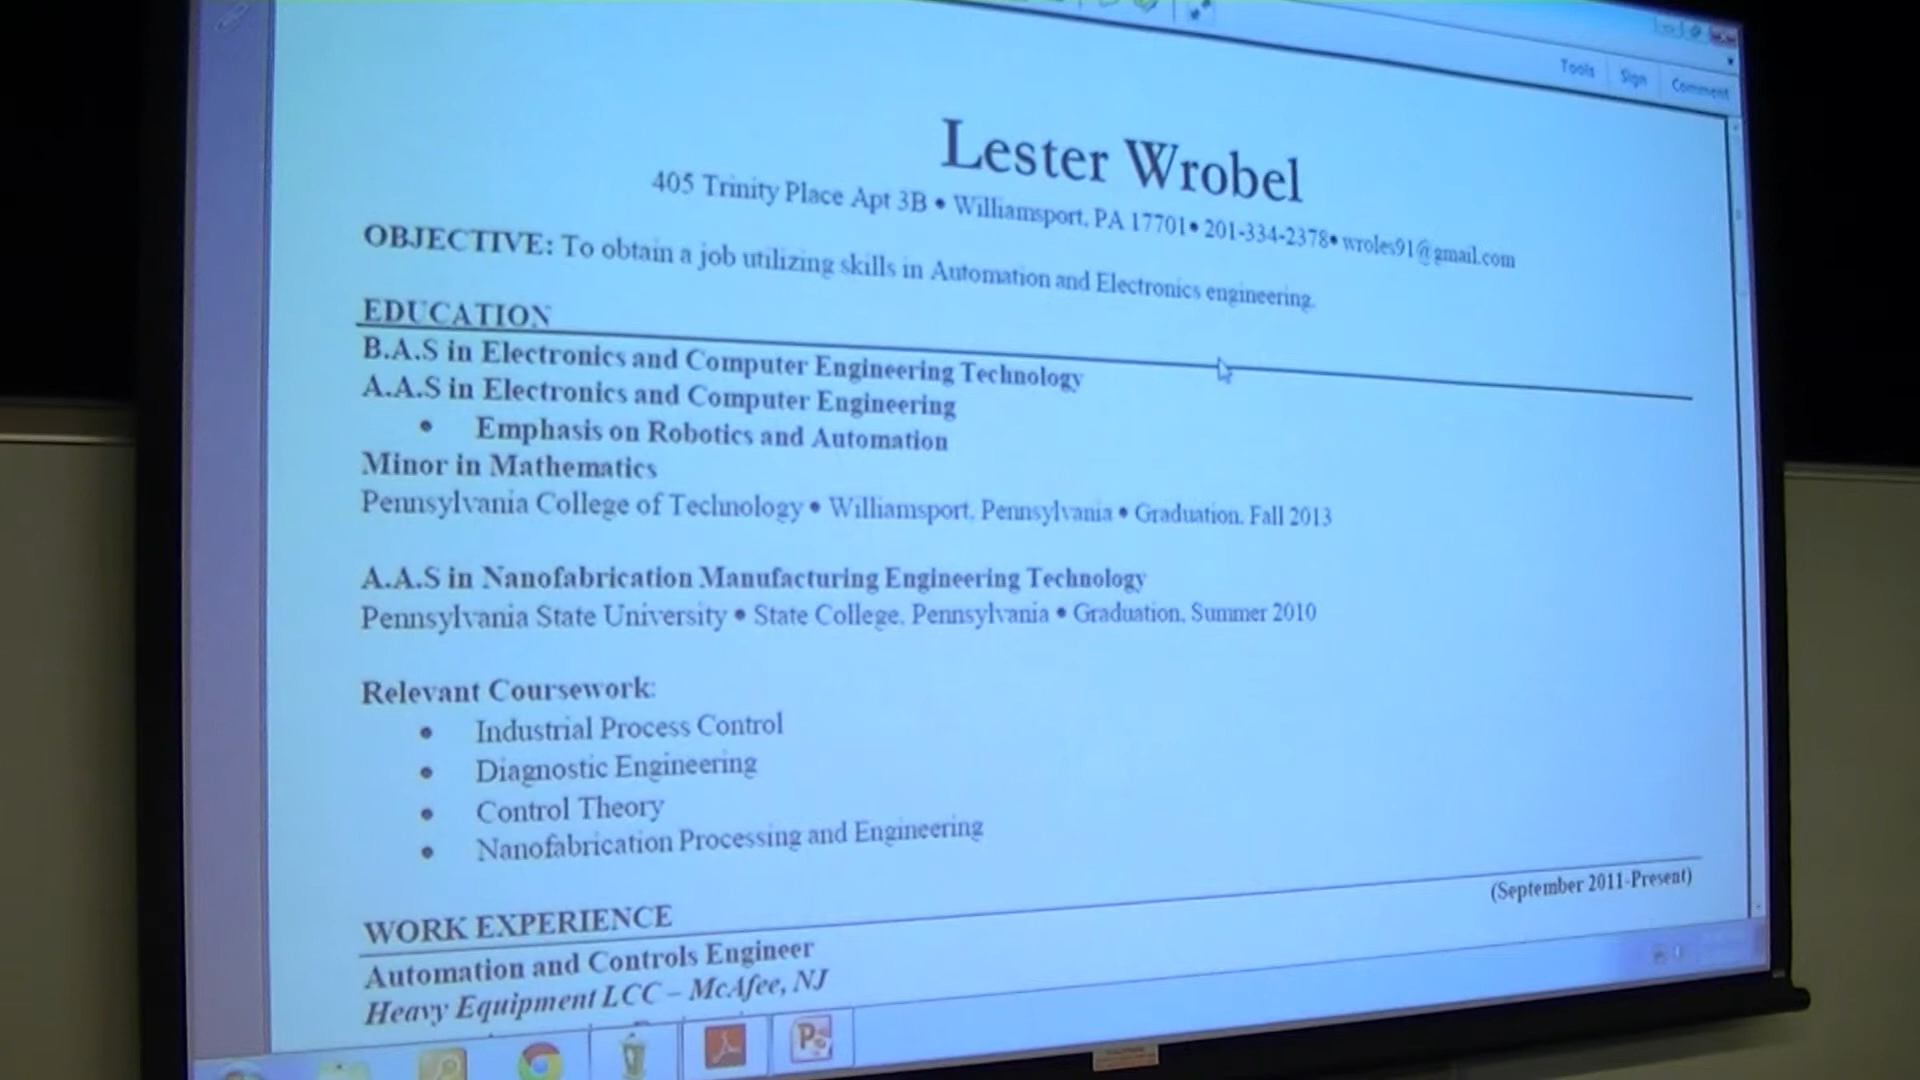 Tools Sign Comment
Lester Wrobel
405 Trinity Place Apt 3B • Williamsport, PA 17701• 201-334-2378• wroles91@gmail.com
OBJECTIVE: To obtain a job utilizing skills in Automation and Electronics engineering.
EDUCATION
B.A.S in Electronics and Computer Engineering Technology
A.A.S in Electronics and Computer Engineering
• Emphasis on Robotics and Automation
Minor in Mathematics
Pennsylvania College of Technology • Williamsport, Pennsylvania • Graduation, Fall 2013
A.A.S in Nanofabrication Manufacturing Engineering Technology
Pennsylvania State University • State College, Pennsylvania • Graduation, Summer 2010
Relevant Coursework:
• Industrial Process Control
• Diagnostic Engineering
• Control Theory
• Nanofabrication Processing and Engineering
WORK EXPERIENCE
Automation and Controls Engineer (September 2011-Present)
Heavy Equipment LCC – McAfee, NJ